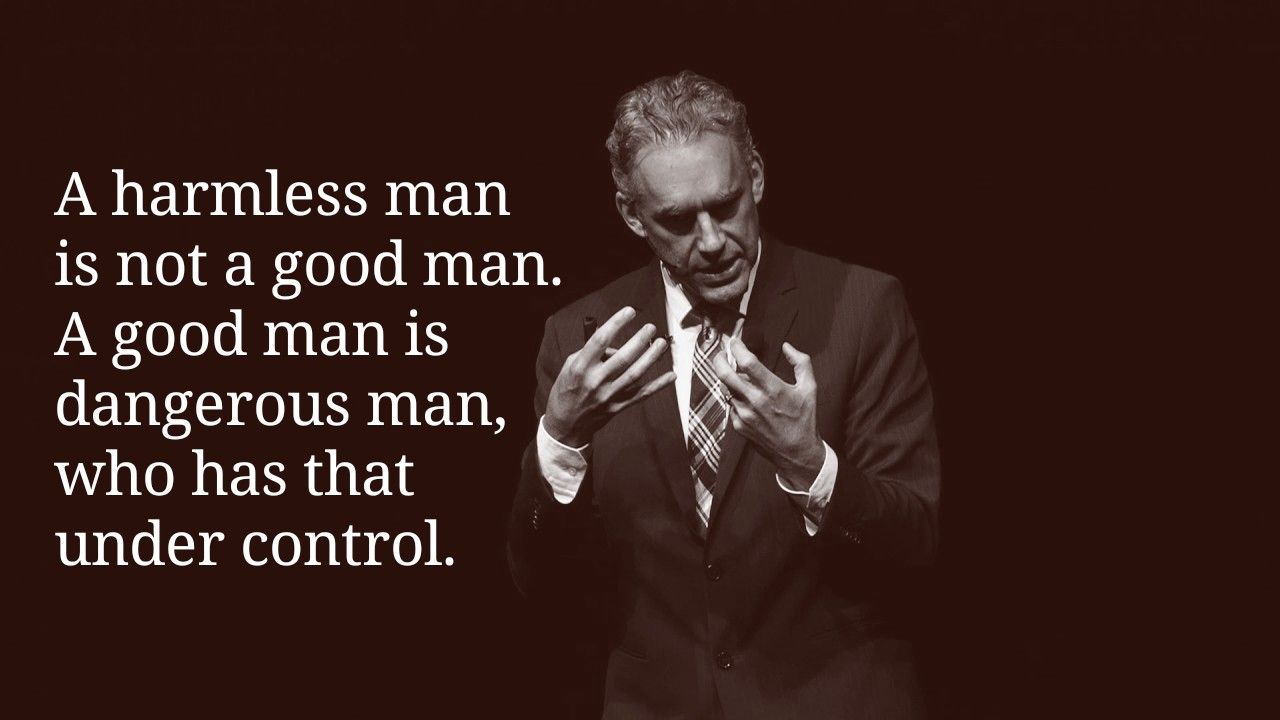 A harmless man
is not a good man.
A good man is
dangerous man,
who has that
under control.